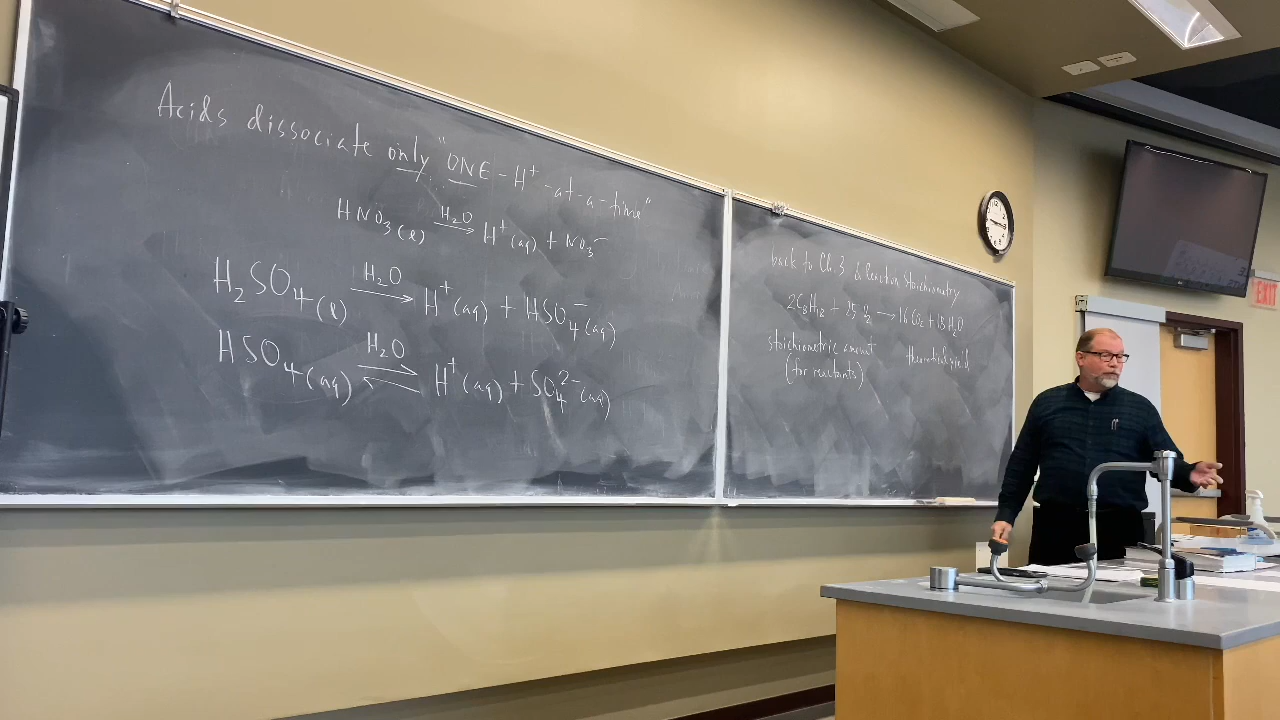 Acids dissociate only "ONE - H⁺ -at-a-time"
HNO₃(ℓ) H₂O → H⁺(aq) + NO₃⁻
H₂SO₄(ℓ) H₂O → H⁺(aq) + HSO₄⁻(aq)
HSO₄(aq) H₂O ⇌ H⁺(aq) + SO₄²⁻(aq)
back to Ch. 3 & Reaction Stoichiometry
2C₈H₁₈ + 25 O₂ → 16 CO₂ + 18 H₂O
stoichiometric amount
(for reactants)
theoretical yield
EXIT